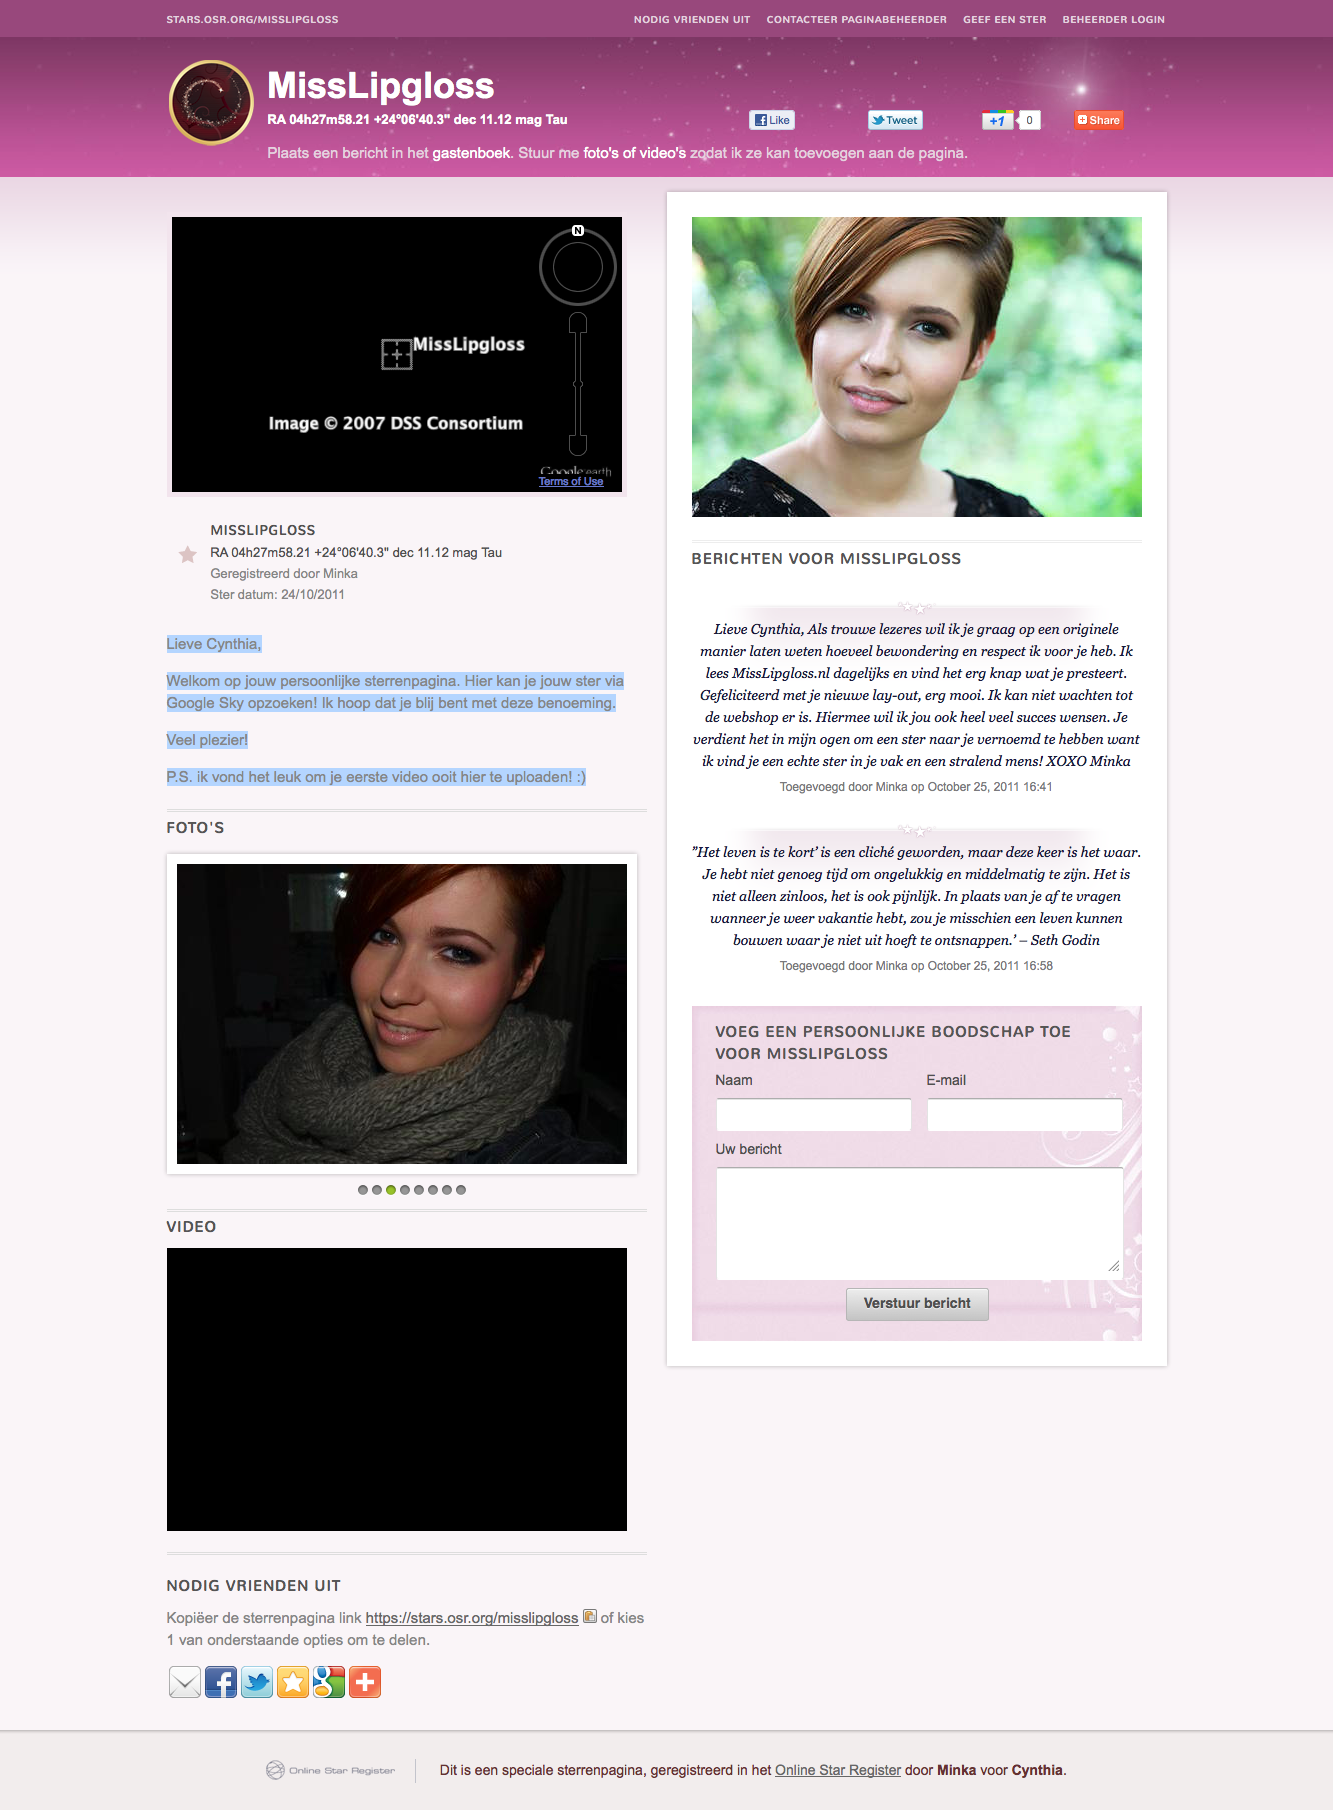 STARS.OSR.ORG/MISSLIPGLOSS
NODIG VRIENDEN UIT
CONTACTEER PAGINABEHEERDER
GEEF EEN STER
BEHEERDER LOGIN
MissLipgloss
RA 04h27m58.21 +24°06'40.3" dec 11.12 mag Tau
Like
Tweet
+1
0
Share
Plaats een bericht in het gastenboek. Stuur me foto's of video's zodat ik ze kan toevoegen aan de pagina.
N
MissLipgloss
Image © 2007 DSS Consortium
Google earth
Terms of Use
MISSLIPGLOSS
RA 04h27m58.21 +24°06'40.3" dec 11.12 mag Tau
Geregistreerd door Minka
Ster datum: 24/10/2011
Lieve Cynthia,
Welkom op jouw persoonlijke sterrenpagina. Hier kan je jouw ster via
Google Sky opzoeken! Ik hoop dat je blij bent met deze benoeming.
Veel plezier!
P.S. ik vond het leuk om je eerste video ooit hier te uploaden! :)
FOTO'S
VIDEO
NODIG VRIENDEN UIT
Kopiëer de sterrenpagina link https://stars.osr.org/misslipgloss of kies
1 van onderstaande opties om te delen.
BERICHTEN VOOR MISSLIPGLOSS
Lieve Cynthia, Als trouwe lezeres wil ik je graag op een originele
manier laten weten hoeveel bewondering en respect ik voor je heb. Ik
lees MissLipgloss.nl dagelijks en vind het erg knap wat je presteert.
Gefeliciteerd met je nieuwe lay-out, erg mooi. Ik kan niet wachten tot
de webshop er is. Hiermee wil ik jou ook heel veel succes wensen. Je
verdient het in mijn ogen om een ster naar je vernoemd te hebben want
ik vind je een echte ster in je vak en een stralend mens! XOXO Minka
Toegevoegd door Minka op October 25, 2011 16:41
”Het leven is te kort’ is een cliché geworden, maar deze keer is het waar.
Je hebt niet genoeg tijd om ongelukkig en middelmatig te zijn. Het is
niet alleen zinloos, het is ook pijnlijk. In plaats van je af te vragen
wanneer je weer vakantie hebt, zou je misschien een leven kunnen
bouwen waar je niet uit hoeft te ontsnappen.’ – Seth Godin
Toegevoegd door Minka op October 25, 2011 16:58
VOEG EEN PERSOONLIJKE BOODSCHAP TOE
VOOR MISSLIPGLOSS
Naam
E-mail
Uw bericht
Verstuur bericht
Online Star Register
Dit is een speciale sterrenpagina, geregistreerd in het Online Star Register door Minka voor Cynthia.